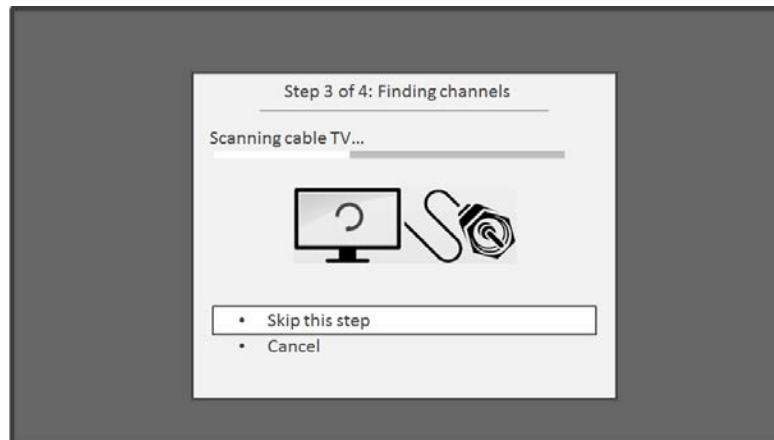 Step 3 of 4: Finding channels
Scanning cable TV...
• Skip this step
• Cancel